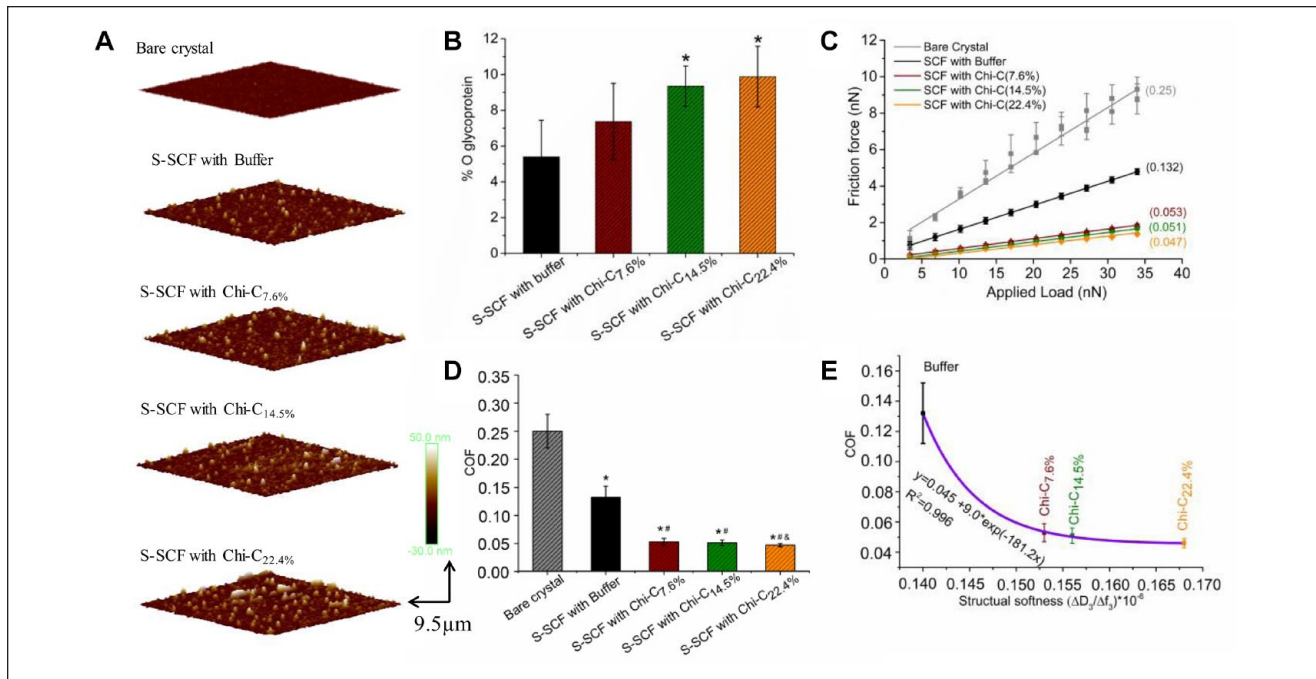 A
Bare crystal
S-SCF with Buffer
S-SCF with Chi-C7.6%
S-SCF with Chi-C14.5%
S-SCF with Chi-C22.4%
50.0 nm
-30.0 nm
9.5μm
B
% O glycoprotein
12
10
8
6
4
2
0
*
*
S-SCF with buffer
S-SCF with Chi-C7.6%
S-SCF with Chi-C14.5%
S-SCF with Chi-C22.4%
C
Friction force (nN)
12
10
8
6
4
2
0
Bare Crystal
SCF with Buffer
SCF with Chi-C(7.6%)
SCF with Chi-C(14.5%)
SCF with Chi-C(22.4%)
(0.25)
(0.132)
(0.053)
(0.051)
(0.047)
0 5 10 15 20 25 30 35 40
Applied Load (nN)
D
COF
0.35
0.30
0.25
0.20
0.15
0.10
0.05
0.00
*
*#
*#
*#&
Bare crystal
S-SCF with Buffer
S-SCF with Chi-C7.6%
S-SCF with Chi-C14.5%
S-SCF with Chi-C22.4%
E
COF
0.16
0.14
0.12
0.10
0.08
0.06
0.04
Buffer
y=0.045 +9.0*exp(-181.2x)
R²=0.996
Chi-C7.6%
Chi-C14.5%
Chi-C22.4%
0.140 0.145 0.150 0.155 0.160 0.165 0.170
Structual softness (ΔD3/Δf3)*10-6